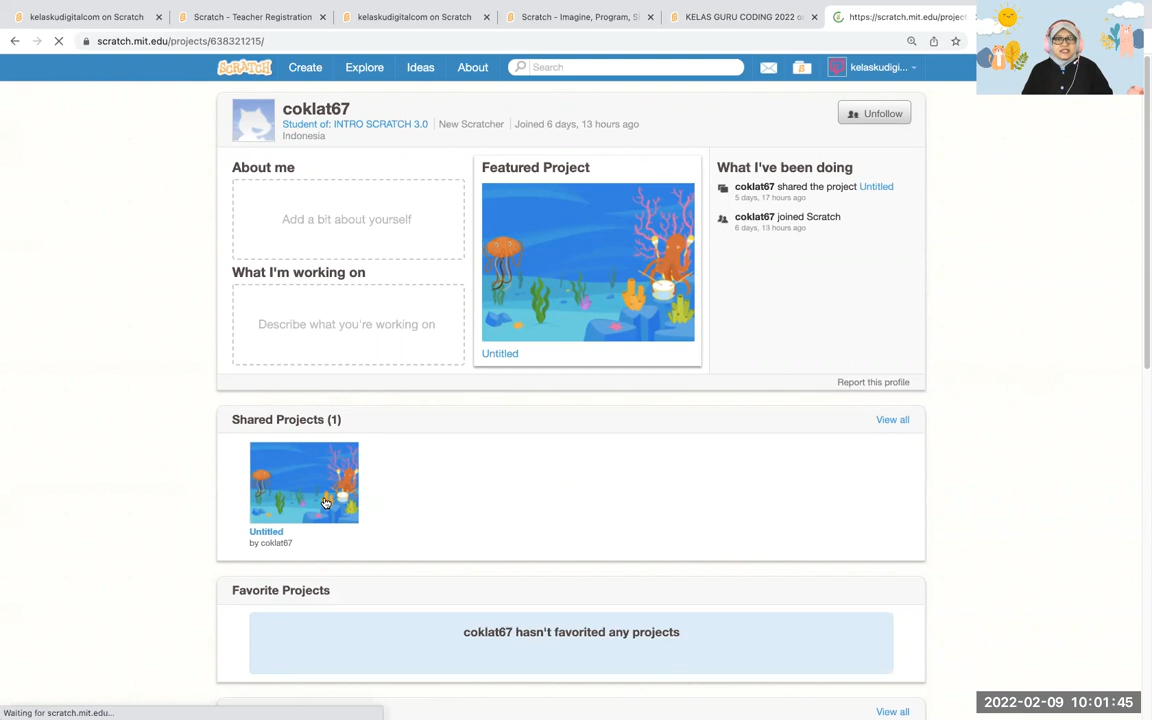 kelaskudigitalcom on Scratch
Scratch - Teacher Registration
kelaskudigitalcom on Scratch
Scratch - Imagine, Program, S
KELAS GURU CODING 2022 o
https://scratch.mit.edu/project
scratch.mit.edu/projects/638321215/
SCRATCH
Create
Explore
Ideas
About
Search
kelaskudigi...
coklat67
Student of: INTRO SCRATCH 3.0 | New Scratcher | Joined 6 days, 13 hours ago
Indonesia
Unfollow
About me
Add a bit about yourself
What I'm working on
Describe what you're working on
Featured Project
Untitled
What I've been doing
coklat67 shared the project Untitled
5 days, 17 hours ago
coklat67 joined Scratch
6 days, 13 hours ago
Report this profile
Shared Projects (1)
View all
Untitled
by coklat67
Favorite Projects
coklat67 hasn't favorited any projects
View all
Waiting for scratch.mit.edu...
2022-02-09 10:01:45